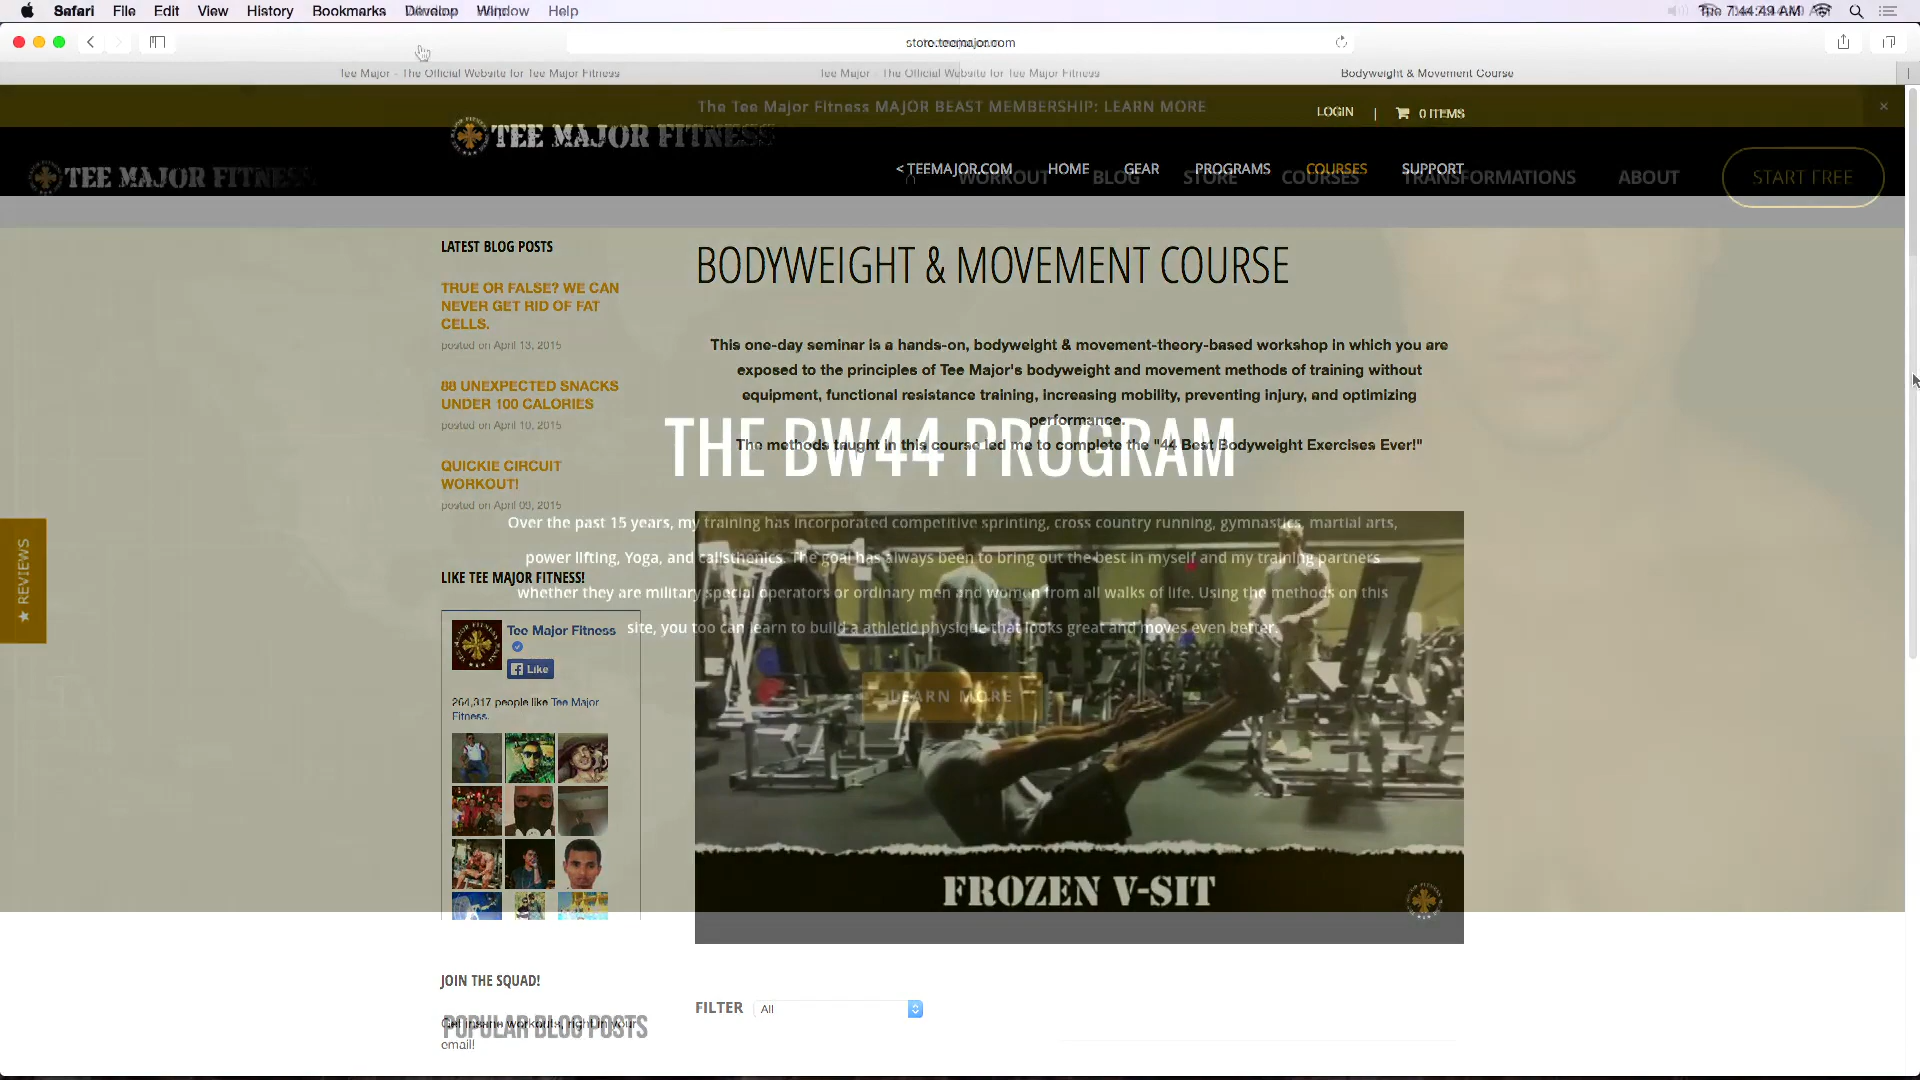 Safari File Edit View History Bookmarks Develop Window Help
Tue 7:44:49 AM
store.teemajor.com
Tee Major - The Official Website for Tee Major Fitness
Tee Major - The Official Website for Tee Major Fitness
Bodyweight & Movement Course
The Tee Major Fitness MAJOR BEAST MEMBERSHIP: LEARN MORE
LOGIN | 0 ITEMS
TEE MAJOR FITNESS
< TEEMAJOR.COM HOME GEAR PROGRAMS COURSES SUPPORT
TEE MAJOR FITNESS
WORKOUT BLOG STORE COURSES TRANSFORMATIONS ABOUT START FREE
LATEST BLOG POSTS
TRUE OR FALSE? WE CAN
NEVER GET RID OF FAT
CELLS.
posted on April 13, 2015
88 UNEXPECTED SNACKS
UNDER 100 CALORIES
posted on April 10, 2015
QUICKIE CIRCUIT
WORKOUT!
posted on April 09, 2015
BODYWEIGHT & MOVEMENT COURSE
This one-day seminar is a hands-on, bodyweight & movement-theory-based workshop in which you are
exposed to the principles of Tee Major's bodyweight and movement methods of training without
equipment, functional resistance training, increasing mobility, preventing injury, and optimizing
performance.
The methods taught in this course led me to complete the "44 Best Bodyweight Exercises Ever!"
THE BW44 PROGRAM
Over the past 15 years, my training has incorporated competitive sprinting, cross country running, gymnastics, martial arts,
power lifting, Yoga, and calisthenics. The goal has always been to bring out the best in myself and my training partners
whether they are military special operators or ordinary men and women from all walks of life. Using the methods on this
site, you too can learn to build a athletic physique that looks great and moves even better.
LEARN MORE
★ REVIEWS
LIKE TEE MAJOR FITNESS!
Tee Major Fitness
Like
264,317 people like Tee Major
Fitness.
FROZEN V-SIT
JOIN THE SQUAD!
Get insane workouts, right in your
email!
POPULAR BLOG POSTS
FILTER All